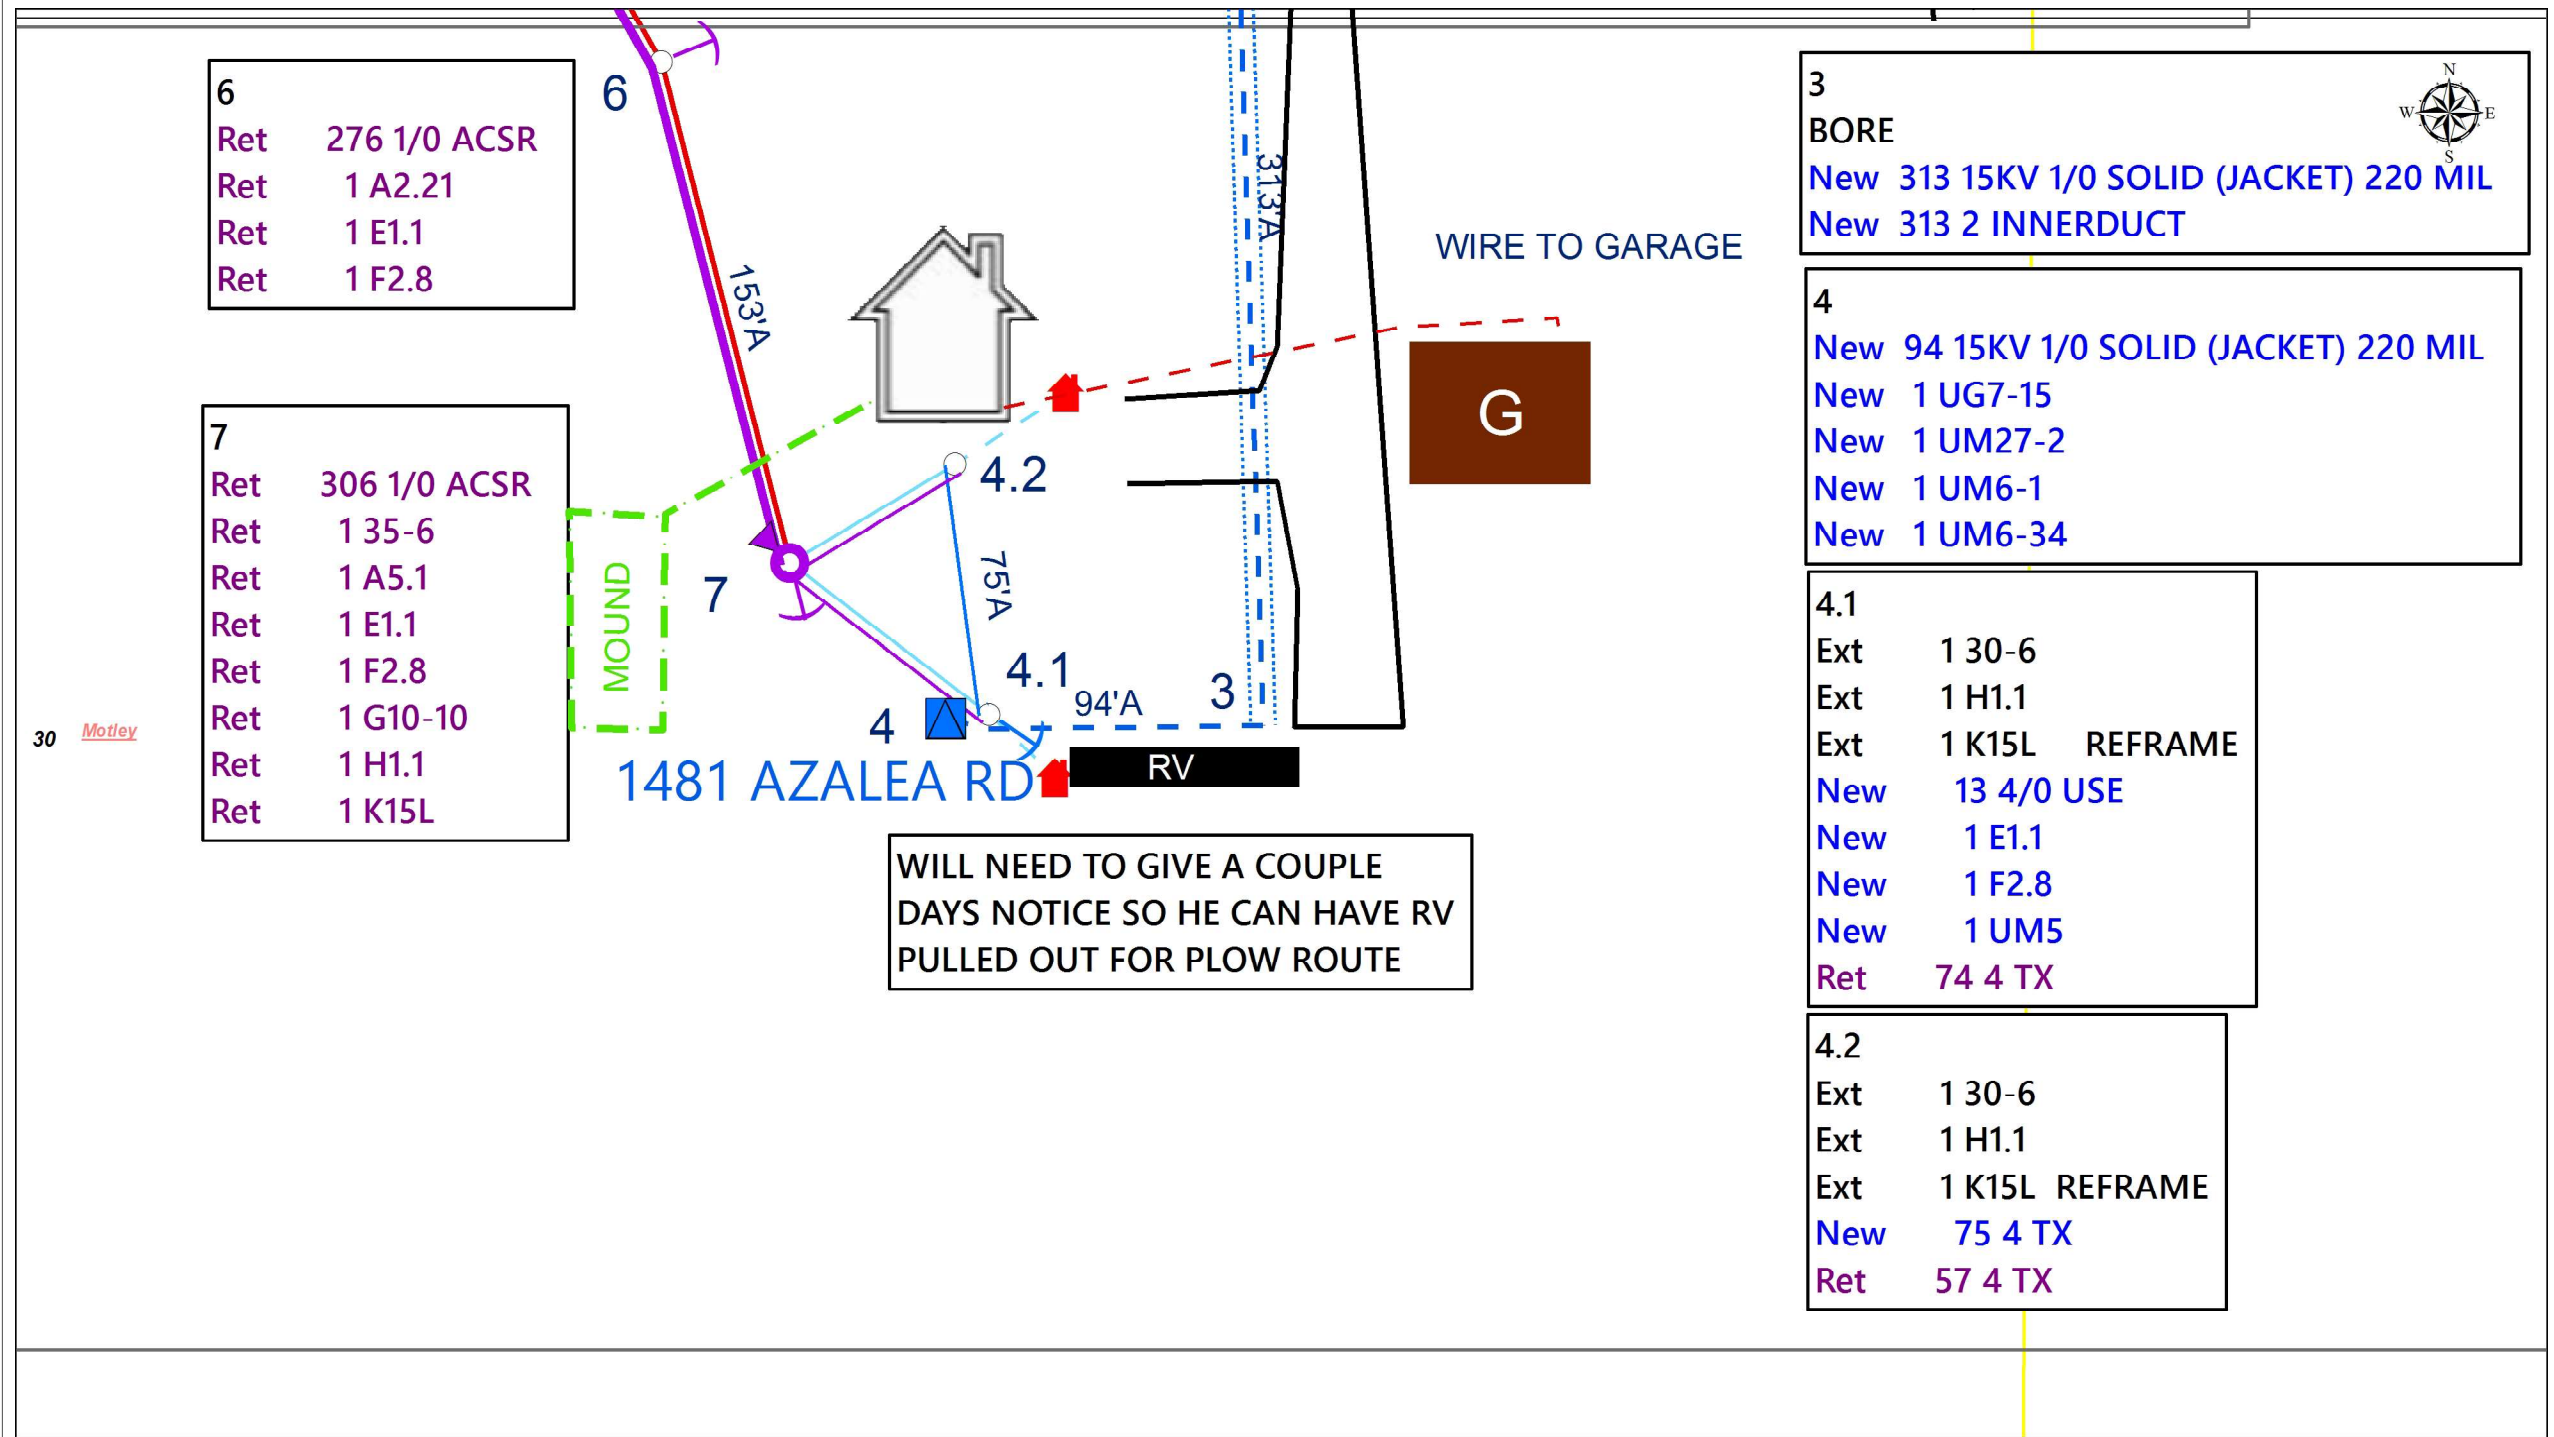 6
Ret 276 1/0 ACSR
Ret 1 A2.21
Ret 1 E1.1
Ret 1 F2.8
7
Ret 306 1/0 ACSR
Ret 1 35-6
Ret 1 A5.1
Ret 1 E1.1
Ret 1 F2.8
Ret 1 G10-10
Ret 1 H1.1
Ret 1 K15L
30 Motley
6
153'A
313'A
WIRE TO GARAGE
G
MOUND
7
4.2
75'A
4.1
94'A
3
4
1481 AZALEA RD
RV
WILL NEED TO GIVE A COUPLE
DAYS NOTICE SO HE CAN HAVE RV
PULLED OUT FOR PLOW ROUTE
N
W E
S
3
BORE
New 313 15KV 1/0 SOLID (JACKET) 220 MIL
New 313 2 INNERDUCT
4
New 94 15KV 1/0 SOLID (JACKET) 220 MIL
New 1 UG7-15
New 1 UM27-2
New 1 UM6-1
New 1 UM6-34
4.1
Ext 1 30-6
Ext 1 H1.1
Ext 1 K15L REFRAME
New 13 4/0 USE
New 1 E1.1
New 1 F2.8
New 1 UM5
Ret 74 4 TX
4.2
Ext 1 30-6
Ext 1 H1.1
Ext 1 K15L REFRAME
New 75 4 TX
Ret 57 4 TX